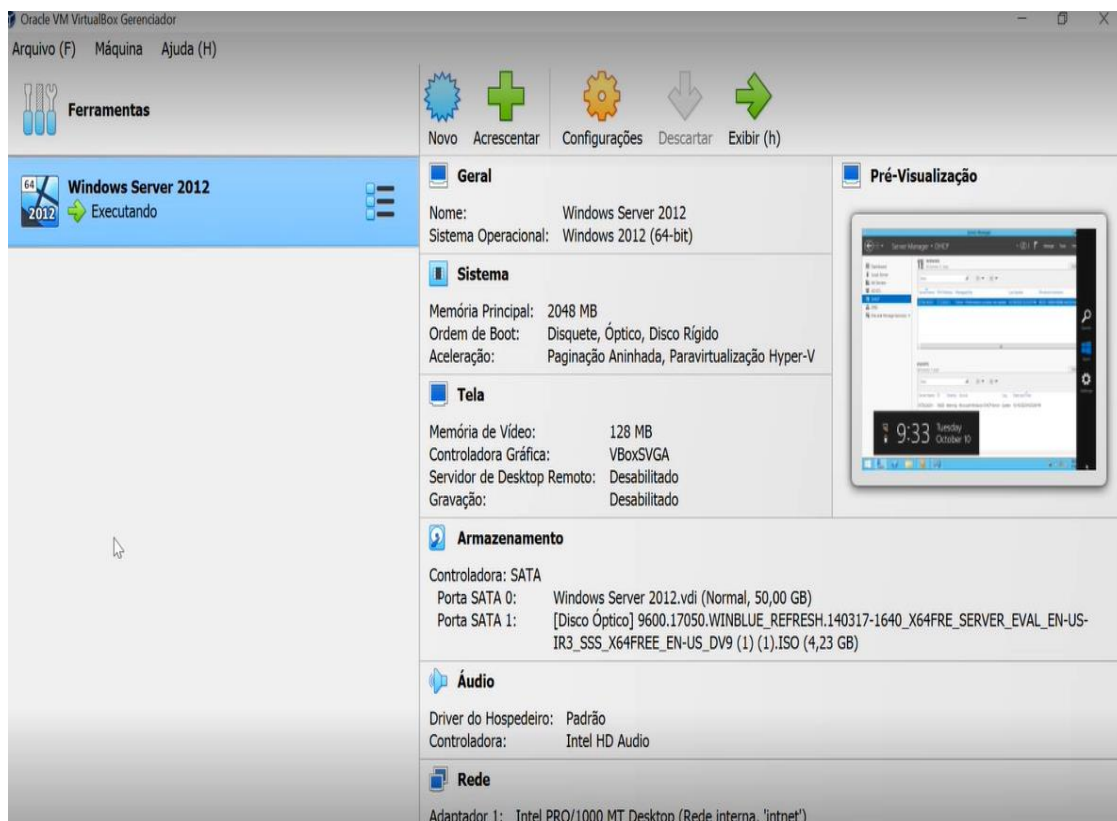 Oracle VM VirtualBox Gerenciador
Arquivo (F) Máquina Ajuda (H)
Ferramentas
Novo Acrescentar Configurações Descartar Exibir (h)
64
2012
Windows Server 2012
Executando
Geral
Nome: Windows Server 2012
Sistema Operacional: Windows 2012 (64-bit)
Sistema
Memória Principal: 2048 MB
Ordem de Boot: Disquete, Óptico, Disco Rígido
Aceleração: Paginação Aninhada, Paravirtualização Hyper-V
Tela
Memória de Vídeo: 128 MB
Controladora Gráfica: VBoxSVGA
Servidor de Desktop Remoto: Desabilitado
Gravação: Desabilitado
Pré-Visualização
Server Manager • DHCP
9:33 Tuesday
October 10
Armazenamento
Controladora: SATA
Porta SATA 0: Windows Server 2012.vdi (Normal, 50,00 GB)
Porta SATA 1: [Disco Óptico] 9600.17050.WINBLUE_REFRESH.140317-1640_X64FRE_SERVER_EVAL_EN-US-
IR3_SSS_X64FREE_EN-US_DV9 (1) (1).ISO (4,23 GB)
Áudio
Driver do Hospedeiro: Padrão
Controladora: Intel HD Audio
Rede
Adaptador 1: Intel PRO/1000 MT Desktop (Rede interna, 'intnet')